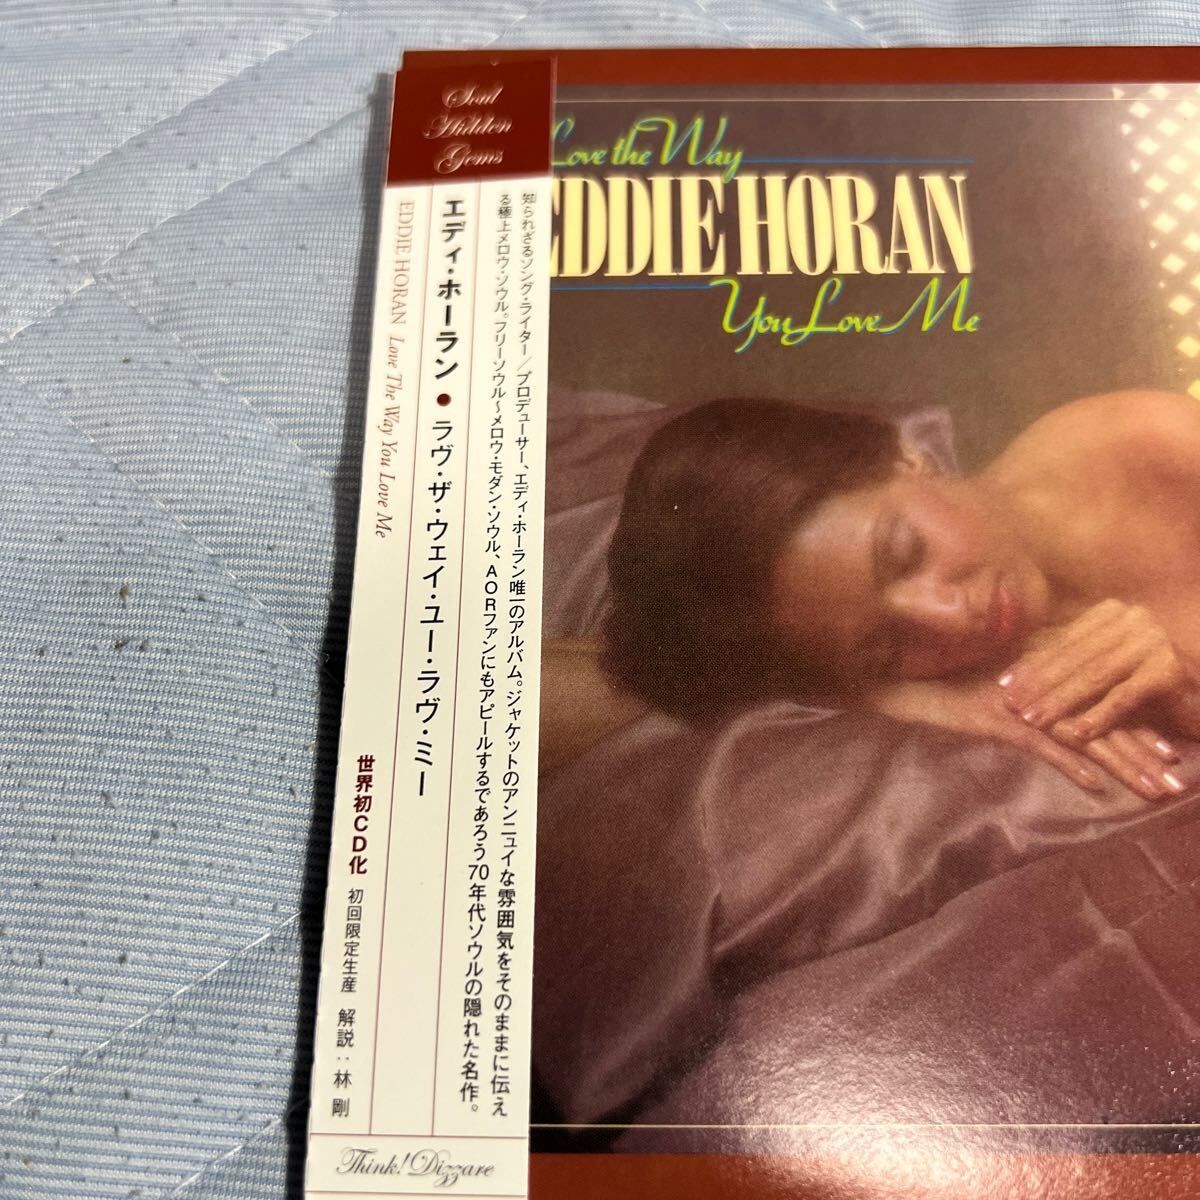 Soul
Hidden
Gems
知られざるソング・ライター／プロデューサー、エディ・ホーラン唯一のアルバム。ジャケットのアンニュイな雰囲気をそのままに伝え
る極上メロウ・ソウル。フリーソウル〜メロウ・モダン・ソウル、AORファンにもアピールするであろう70年代ソウルの隠れた名作。
エディ・ホーラン●ラヴ・ザ・ウェイ・ユー・ラヴ・ミー
EDDIE HORAN Love The Way You Love Me
世界初CD化 初回限定生産 解説：林 剛
Think! Dizzare
Love the Way
EDDIE HORAN
You Love Me